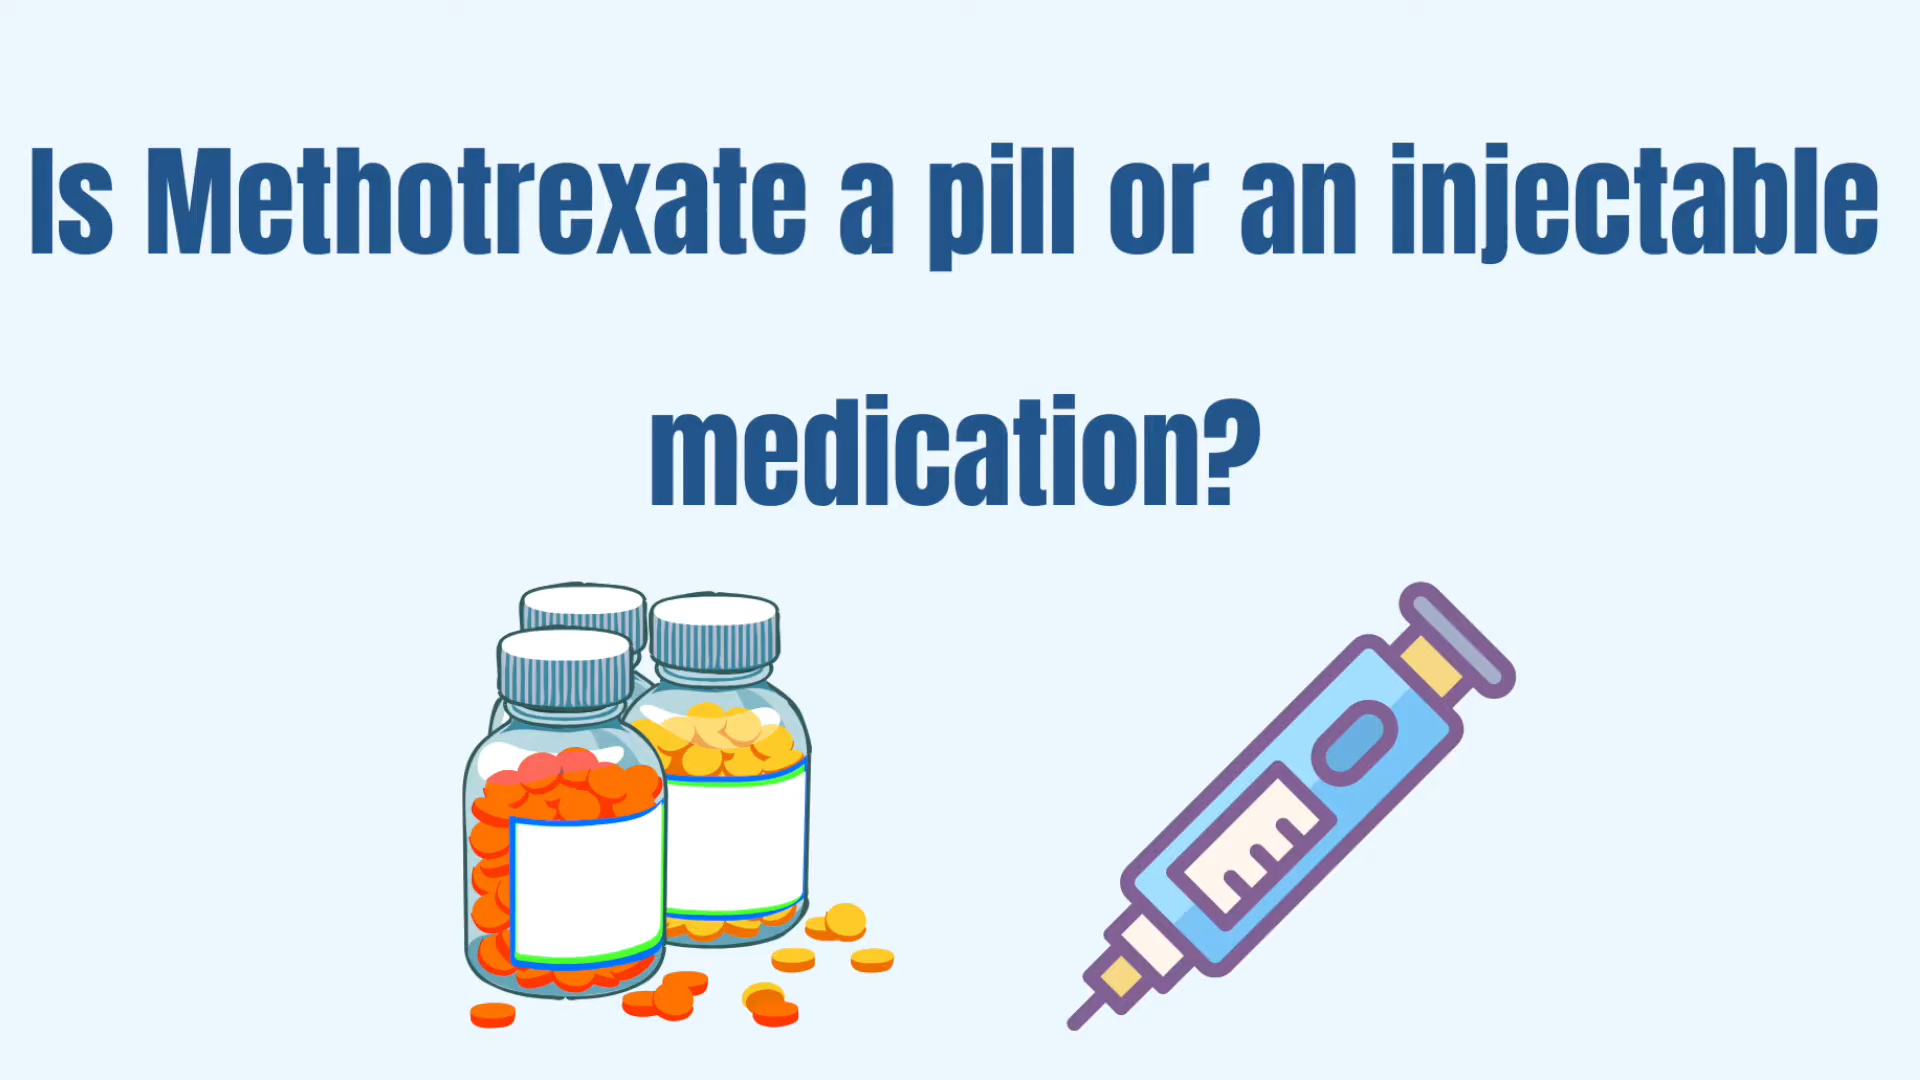 Is Methotrexate a pill or an injectable
medication?